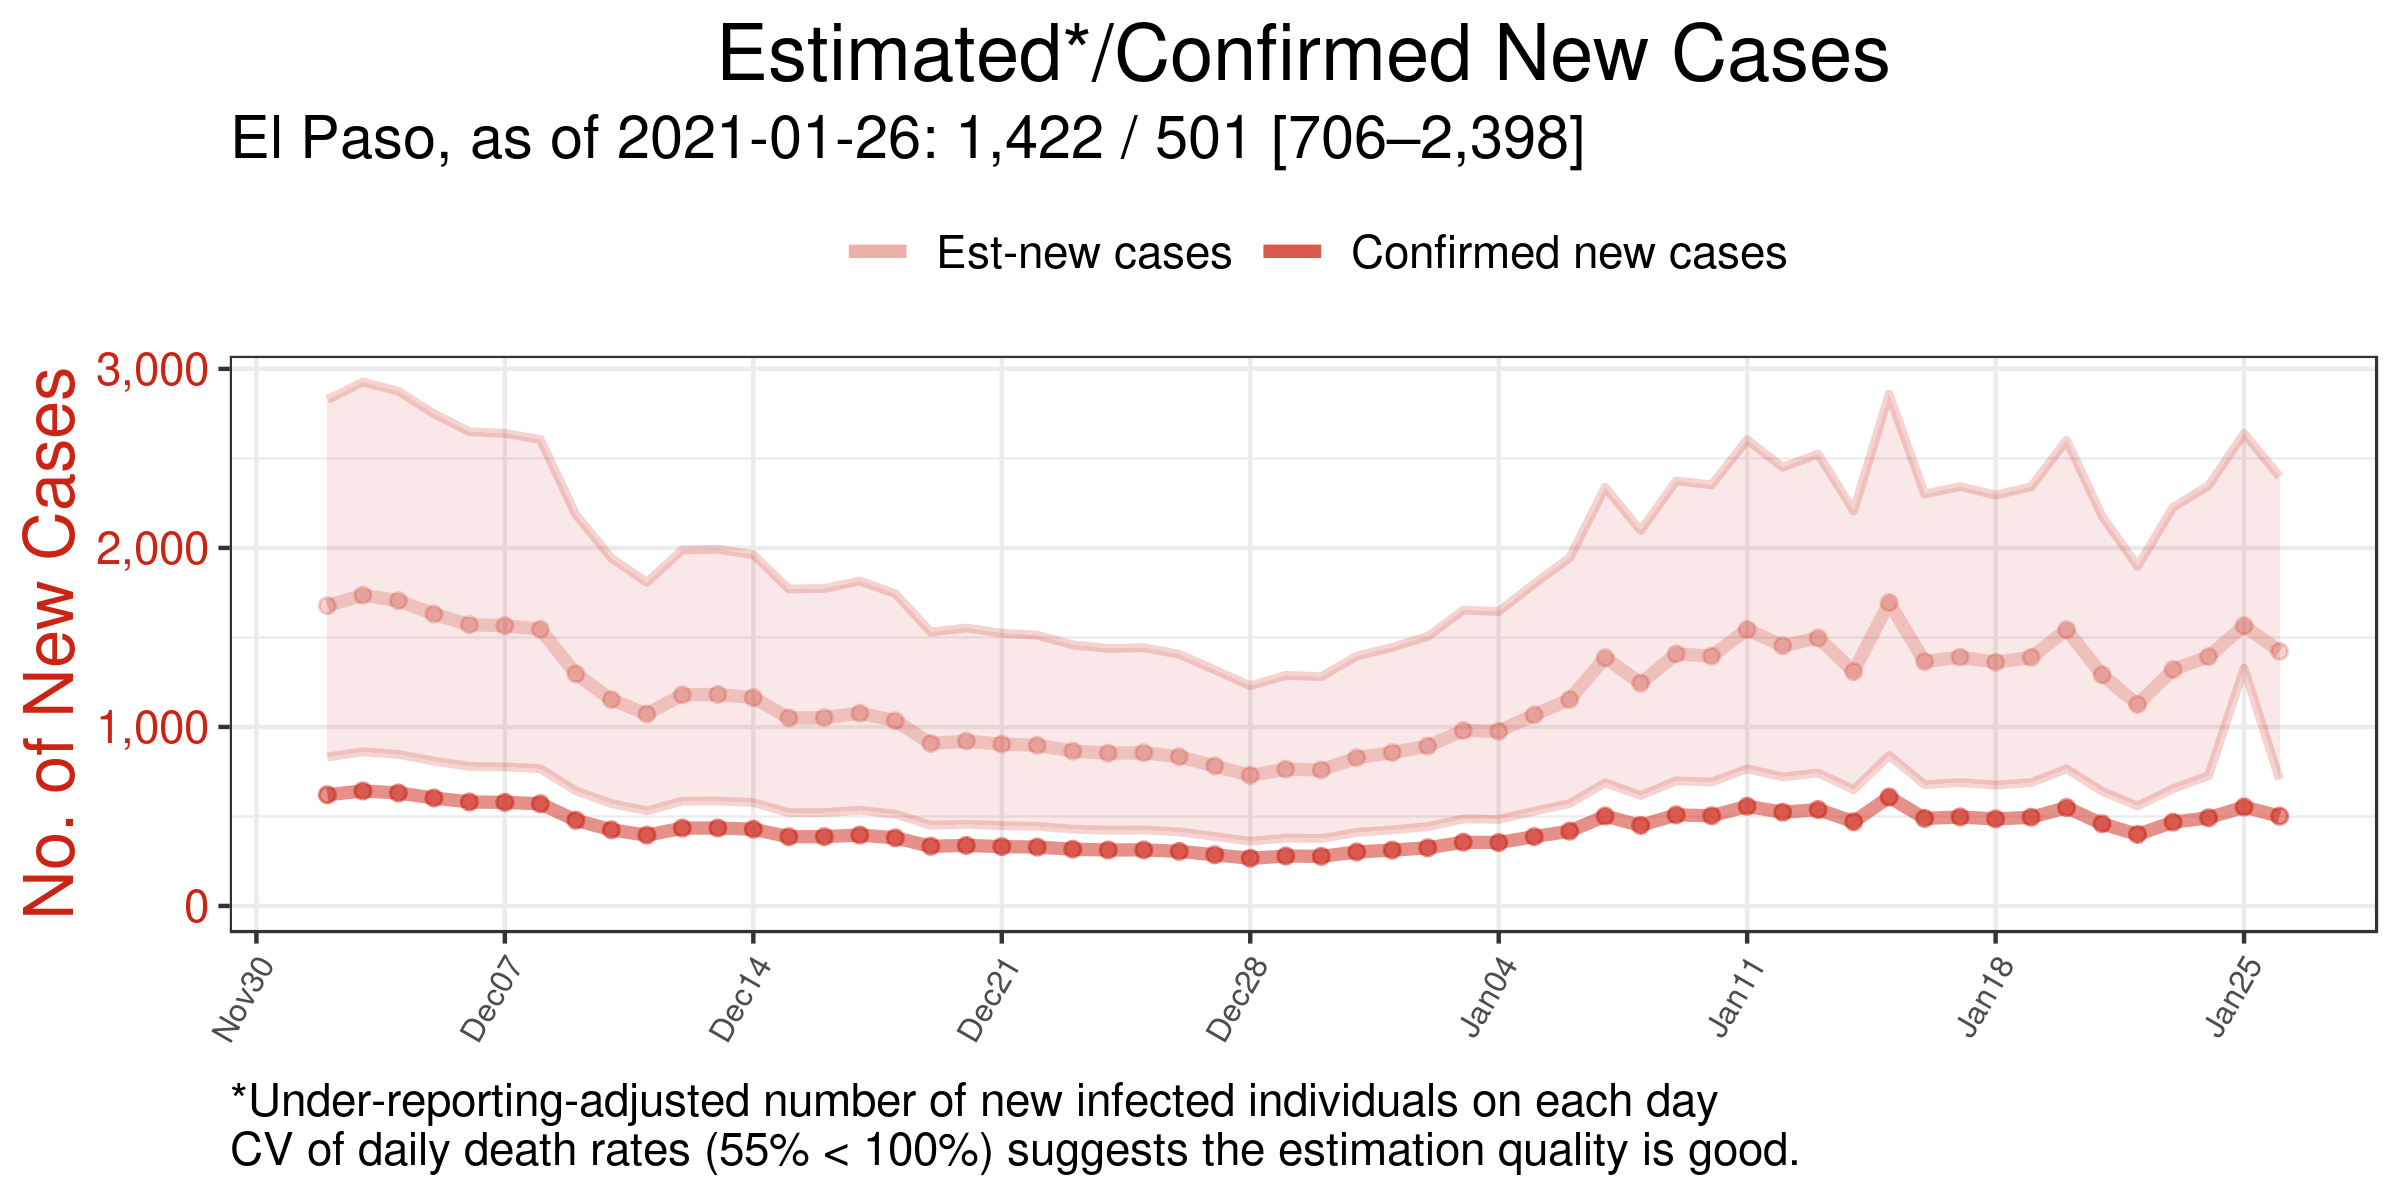 Estimated*/Confirmed New Cases
El Paso, as of 2021-01-26: 1,422 / 501 [706–2,398]
Est-new cases
Confirmed new cases
No. of New Cases
3,000
2,000
1,000
0
Nov30
Dec07
Dec14
Dec21
Dec28
Jan04
Jan11
Jan18
Jan25
*Under-reporting-adjusted number of new infected individuals on each day
CV of daily death rates (55% < 100%) suggests the estimation quality is good.